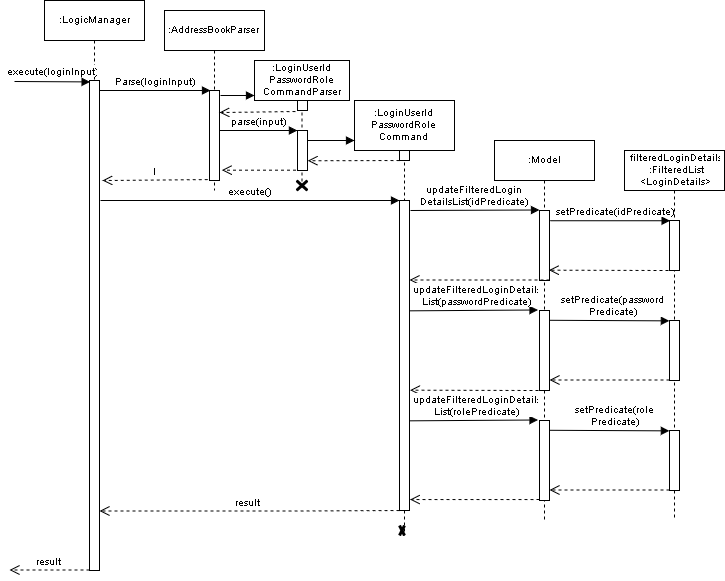 :LogicManager
:AddressBookParser
:LoginUserId
PasswordRole
CommandParser
:LoginUserId
PasswordRole
Command
:Model
filteredLoginDetails
:FilteredList
<LoginDetails>
execute(loginInput)
Parse(loginInput)
parse(input)
l
execute()
updateFilteredLogin
DetailsList(idPredicate)
setPredicate(idPredicate)
updateFilteredLoginDetail:
List(passwordPredicate)
setPredicate(password
Predicate)
updateFilteredLoginDetail:
List(rolePredicate)
setPredicate(role
Predicate)
result
result